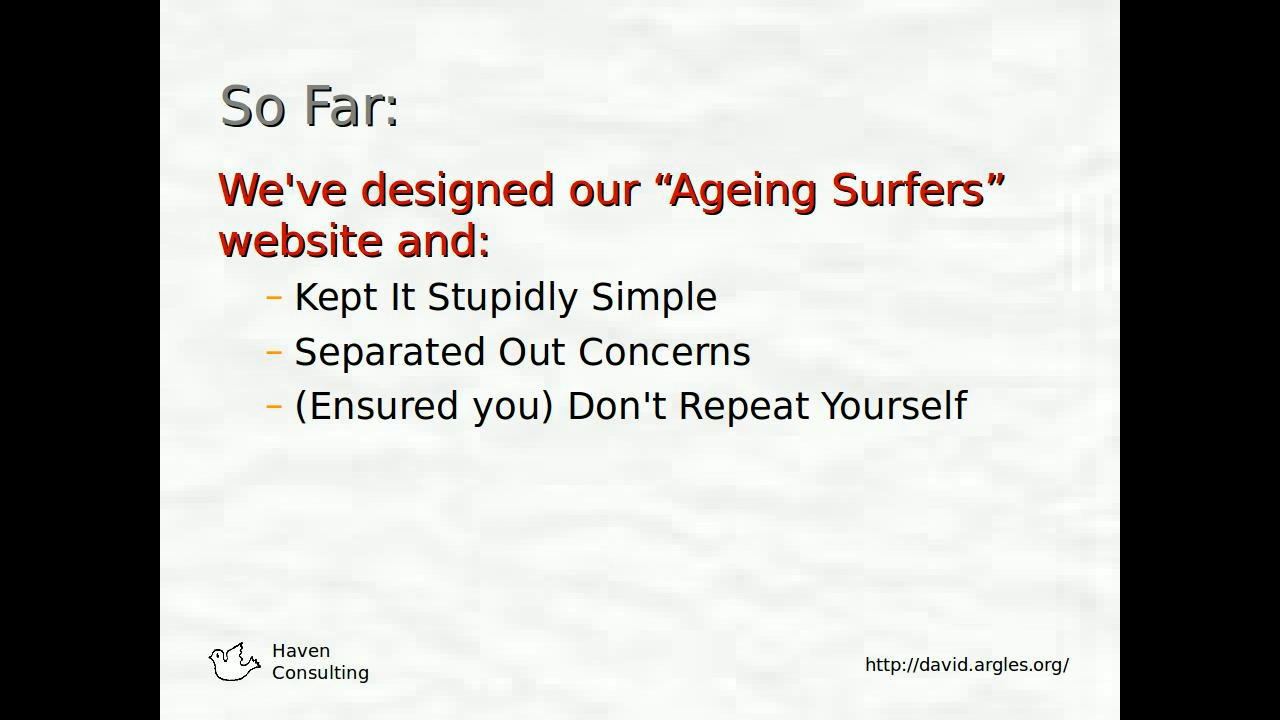 So Far:
We've designed our “Ageing Surfers”
website and:
– Kept It Stupidly Simple
– Separated Out Concerns
– (Ensured you) Don't Repeat Yourself
Haven
Consulting
http://david.argles.org/